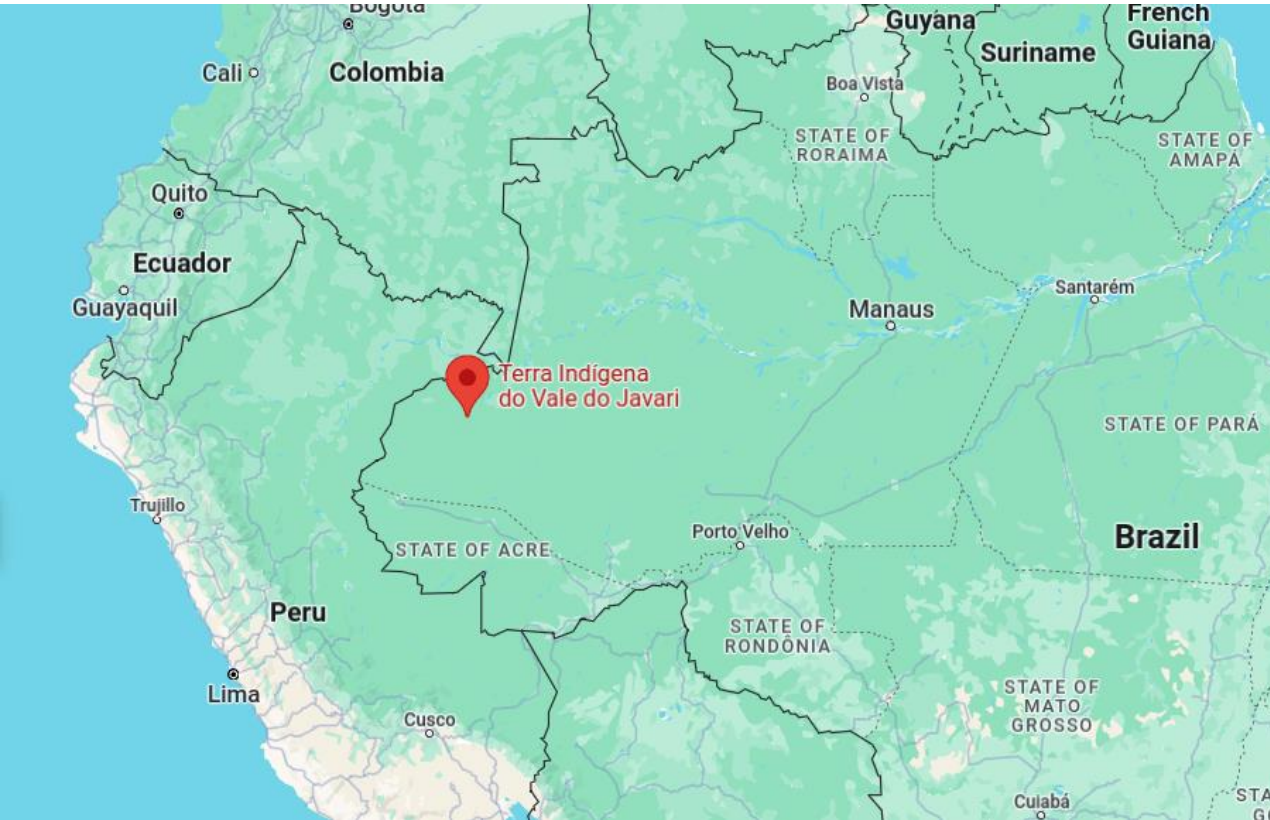 Bogota
Guyana
French
Guiana
Suriname
Cali
Colombia
Boa Vista
STATE OF
RORAIMA
STATE OF
AMAPÁ
Quito
Ecuador
Guayaquil
Santarém
Manaus
Terra Indígena
do Vale do Javari
STATE OF PARÁ
Trujillo
Porto Velho
Brazil
STATE OF ACRE
Peru
STATE OF
RONDÔNIA
Lima
STATE OF
MATO
GROSSO
Cusco
Cuiabá
STA
G